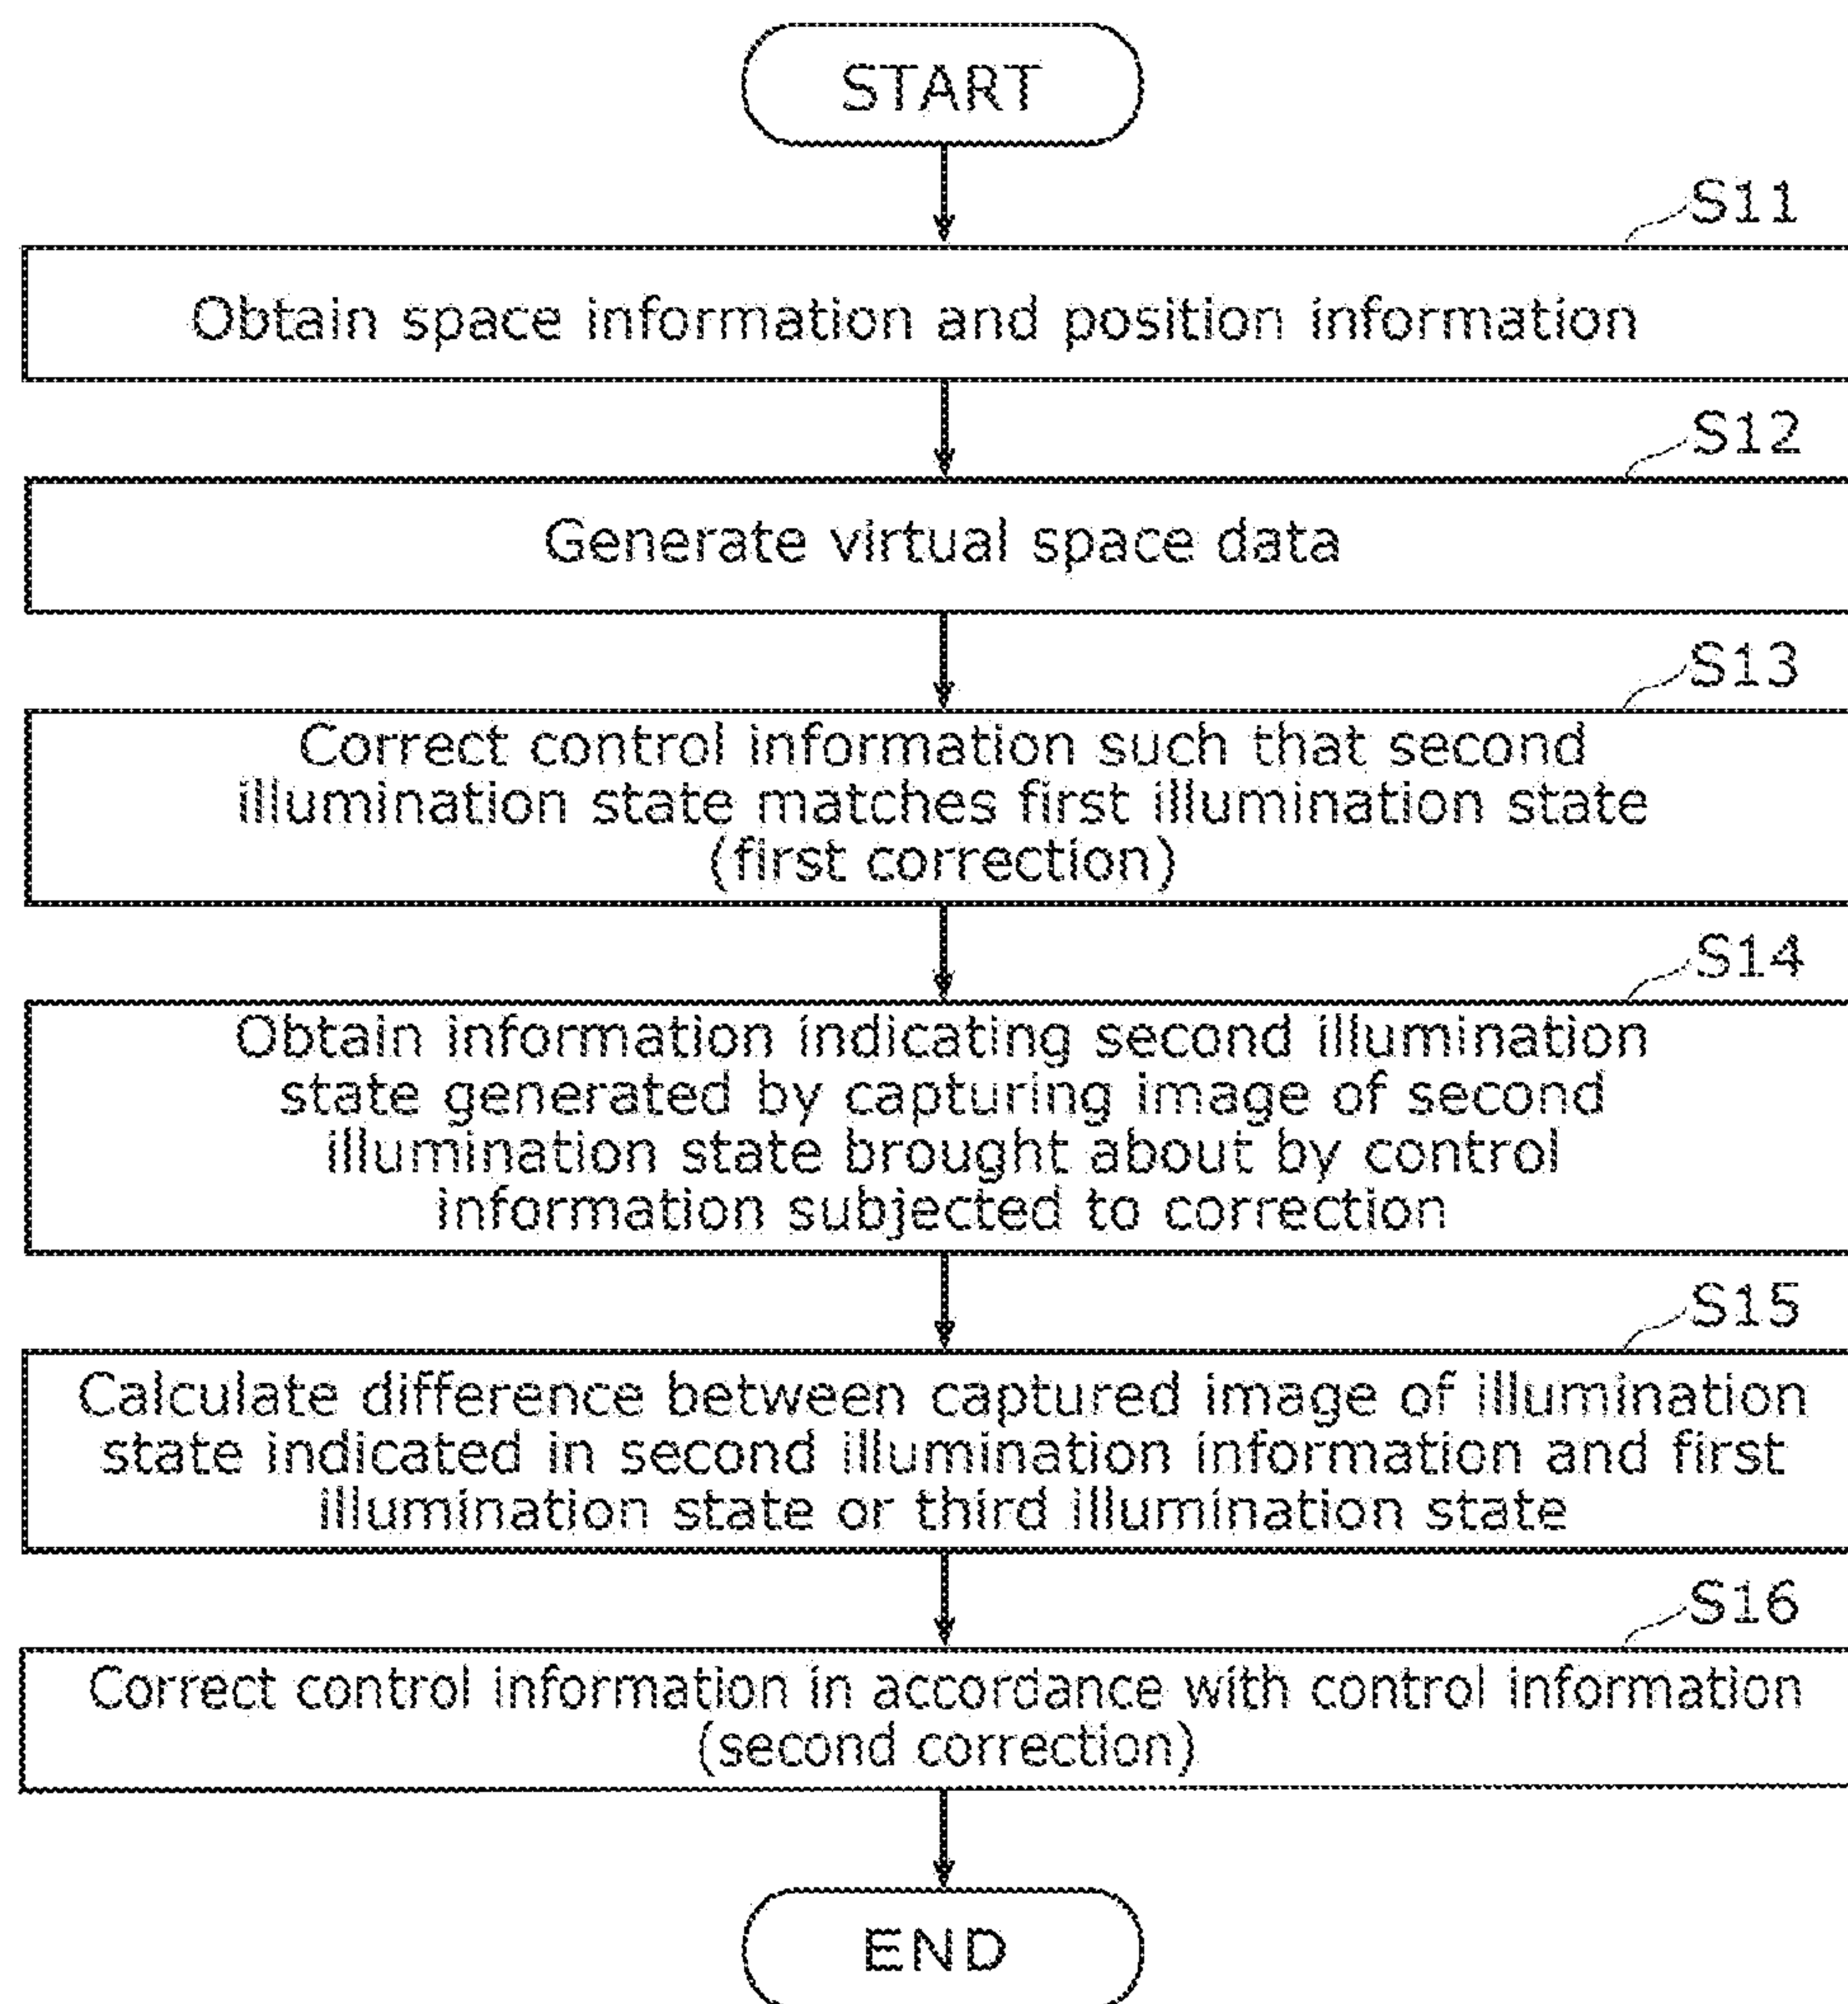 START
S11
Obtain space information and position information
S12
Generate virtual space data
S13
Correct control information such that second
illumination state matches first illumination state
(first correction)
S14
Obtain information indicating second illumination
state generated by capturing image of second
illumination state brought about by control
information subjected to correction
S15
Calculate difference between captured image of illumination
state indicated in second illumination information and first
illumination state or third illumination state
S16
Correct control information in accordance with control information
(second correction)
END